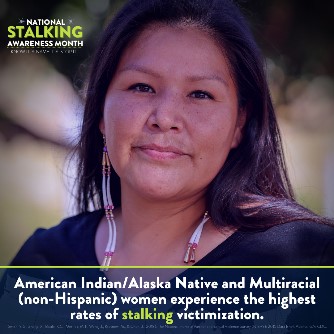 NATIONAL
STALKING
AWARENESS MONTH
American Indian/Alaska Native and Multiracial
(non-Hispanic) women experience the highest
rates of stalking victimization.